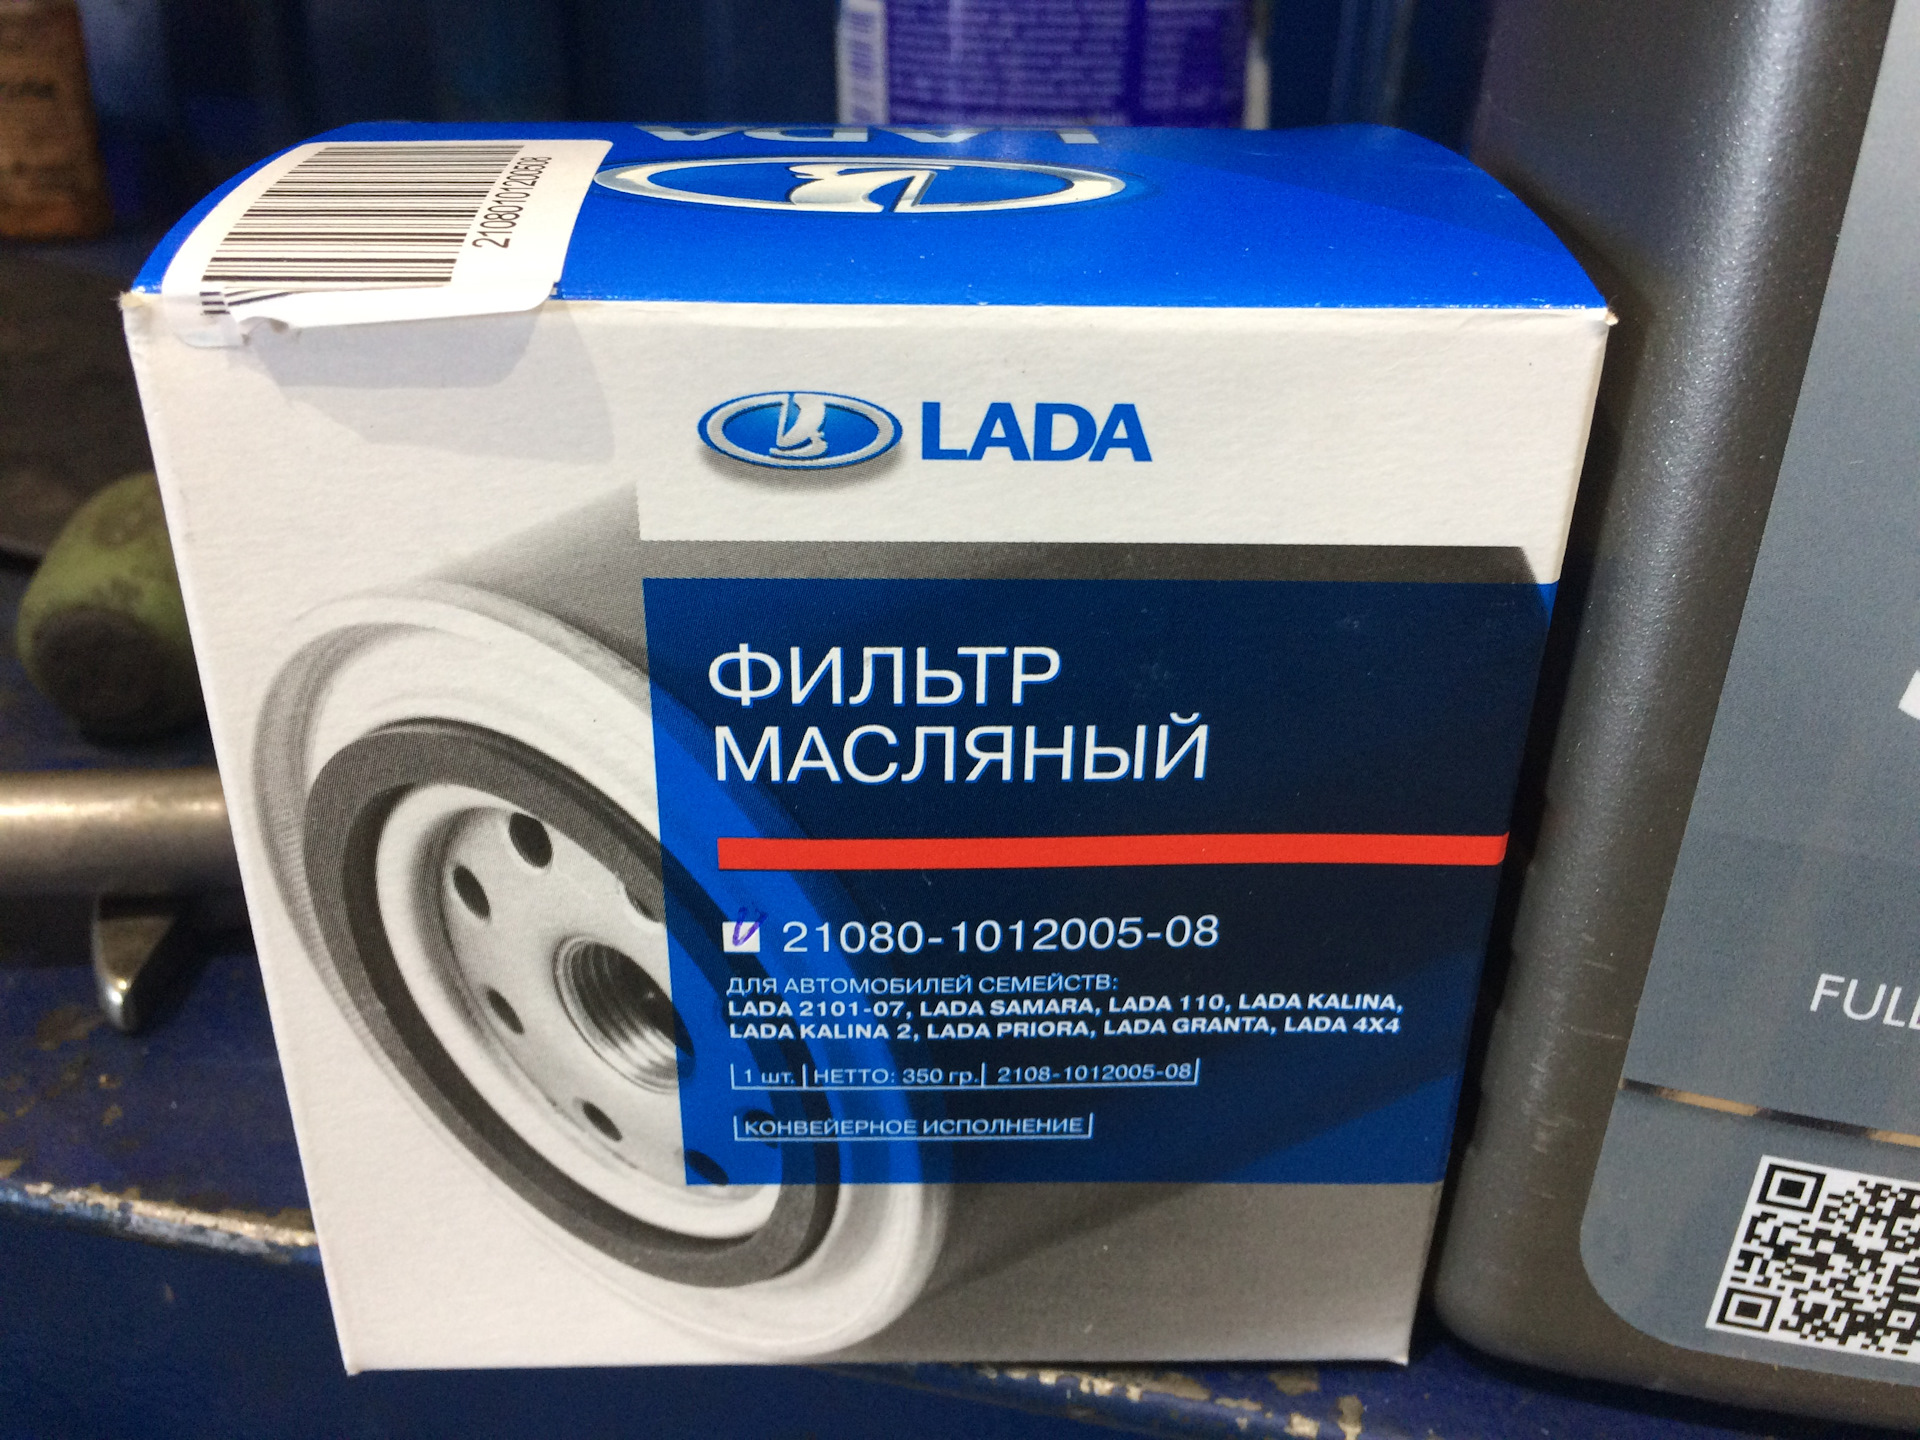 LADA
21080101200508
LADA
ФИЛЬТР
МАСЛЯНЫЙ
21080-1012005-08
ДЛЯ АВТОМОБИЛЕЙ СЕМЕЙСТВ:
LADA 2101-07, LADA SAMARA, LADA 110, LADA KALINA,
LADA KALINA 2, LADA PRIORA, LADA GRANTA, LADA 4X4
1 шт. НЕТТО: 350 гр. 2108-1012005-08
КОНВЕЙЕРНОЕ ИСПОЛНЕНИЕ
FULL